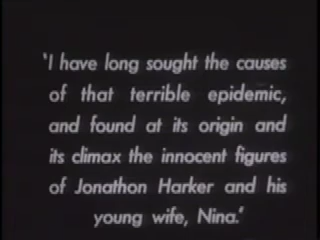 'I have long sought the causes
of that terrible epidemic,
and found at its origin and
its climax the innocent figures
of Jonathon Harker and his
young wife, Nina.'